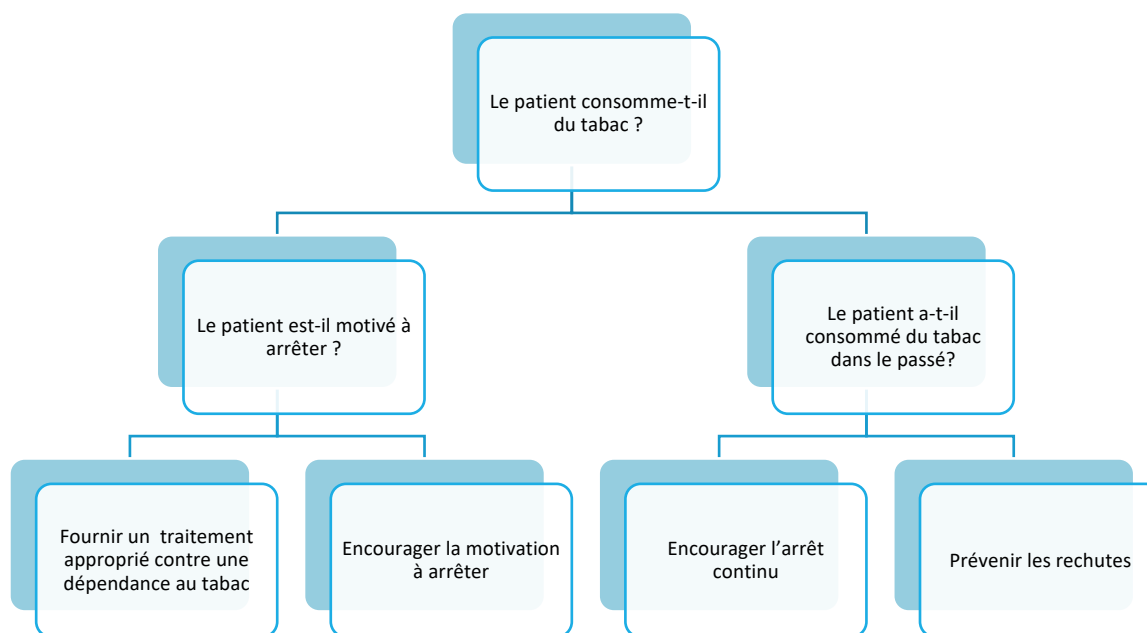 Le patient consomme-t-il
du tabac ?
Le patient est-il motivé à
arrêter ?
Le patient a-t-il
consommé du tabac
dans le passé?
Fournir un  traitement
approprié contre une
dépendance au tabac
Encourager la motivation
à arrêter
Encourager l’arrêt
continu
Prévenir les rechutes